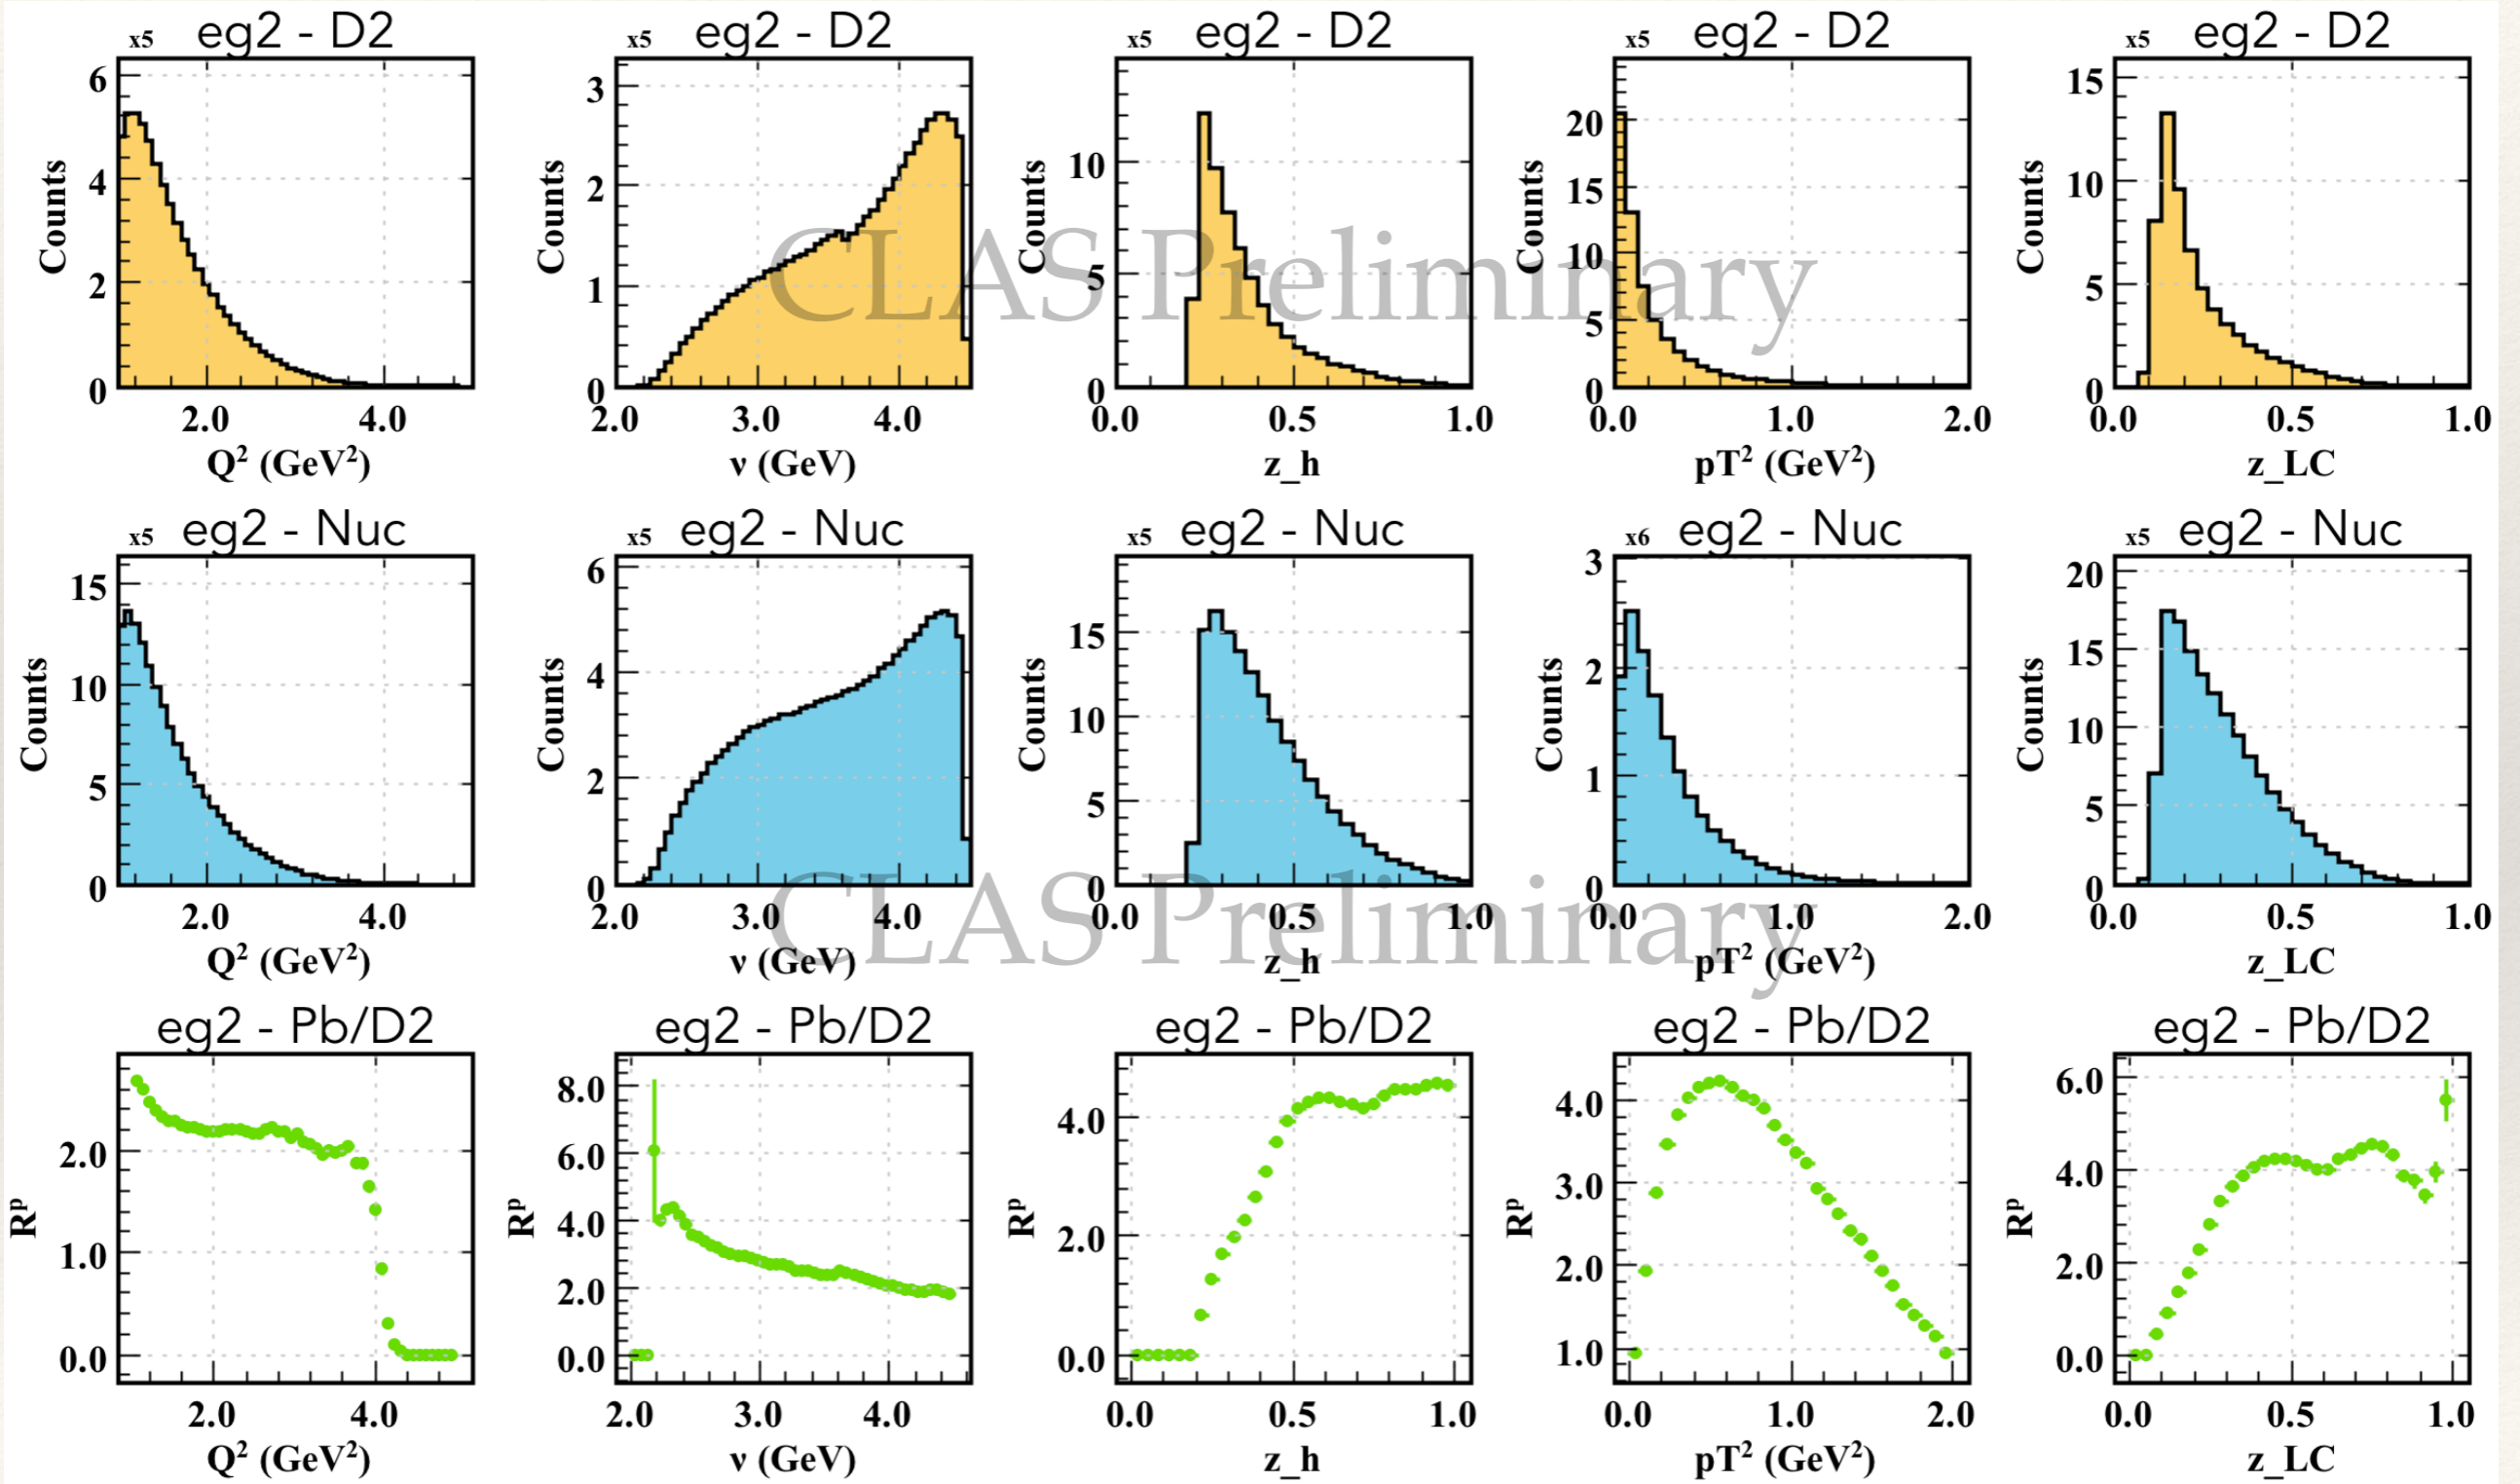 x5 eg2 - D2
x5 eg2 - D2
x5 eg2 - D2
x5 eg2 - D2
x5 eg2 - D2
Counts
6
4
2
0
2.0 4.0
Q² (GeV²)
Counts
3
2
1
0
2.0 3.0 4.0
ν (GeV)
Counts
10
5
0
0.0 0.5 1.0
z_h
Counts
20
15
10
5
0
0.0 1.0 2.0
pT² (GeV²)
Counts
15
10
5
0
0.0 0.5 1.0
z_LC
CLAS Preliminary
x5 eg2 - Nuc
x5 eg2 - Nuc
x5 eg2 - Nuc
x6 eg2 - Nuc
x5 eg2 - Nuc
Counts
15
10
5
0
2.0 4.0
Q² (GeV²)
Counts
6
4
2
0
2.0 3.0 4.0
ν (GeV)
Counts
15
10
5
0
0.0 0.5 1.0
z_h
Counts
3
2
1
0
0.0 1.0 2.0
pT² (GeV²)
Counts
20
15
10
5
0
0.0 0.5 1.0
z_LC
CLAS Preliminary
eg2 - Pb/D2
eg2 - Pb/D2
eg2 - Pb/D2
eg2 - Pb/D2
eg2 - Pb/D2
Rᵖ
2.0
1.0
0.0
2.0 4.0
Q² (GeV²)
Rᵖ
8.0
6.0
4.0
2.0
0.0
2.0 3.0 4.0
ν (GeV)
Rᵖ
4.0
2.0
0.0
0.0 0.5 1.0
z_h
Rᵖ
4.0
3.0
2.0
1.0
0.0 1.0 2.0
pT² (GeV²)
Rᵖ
6.0
4.0
2.0
0.0
0.0 0.5 1.0
z_LC